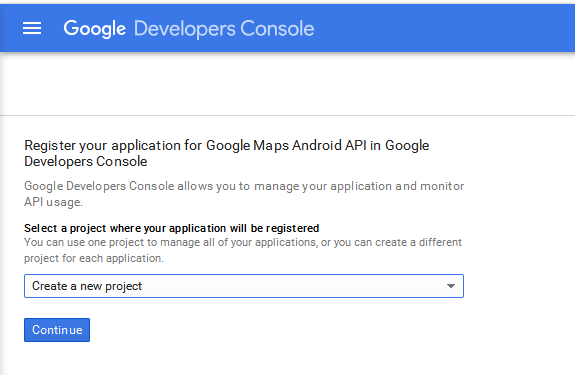 Google Developers Console
Register your application for Google Maps Android API in Google
Developers Console
Google Developers Console allows you to manage your application and monitor
API usage.
Select a project where your application will be registered
You can use one project to manage all of your applications, or you can create a different
project for each application.
Create a new project
Continue